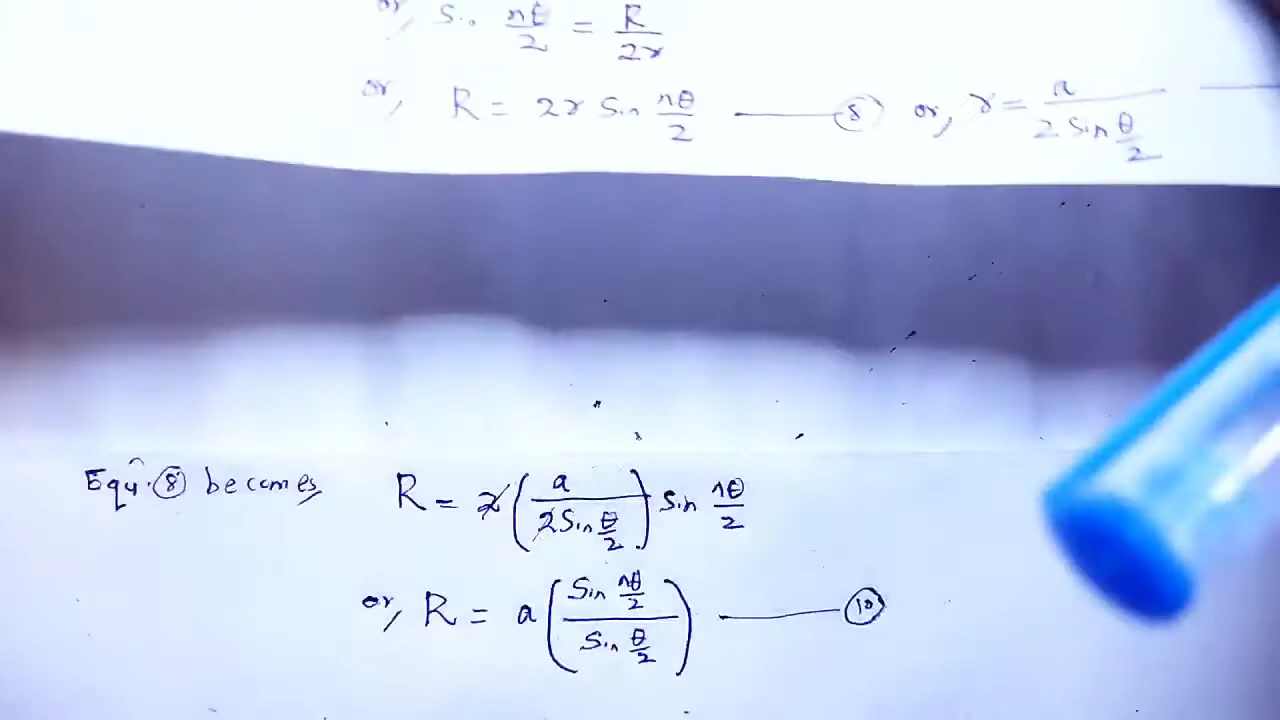 or, Sin nθ/2 = R/2r
or, R = 2r Sin nθ/2 —— ⑧ or, r = a/(2 Sin θ/2) ——
Equn. ⑧ becomes R = 2(a/(2 Sin θ/2)) Sin nθ/2
or, R = a(Sin nθ/2 / Sin θ/2) —— ⑩